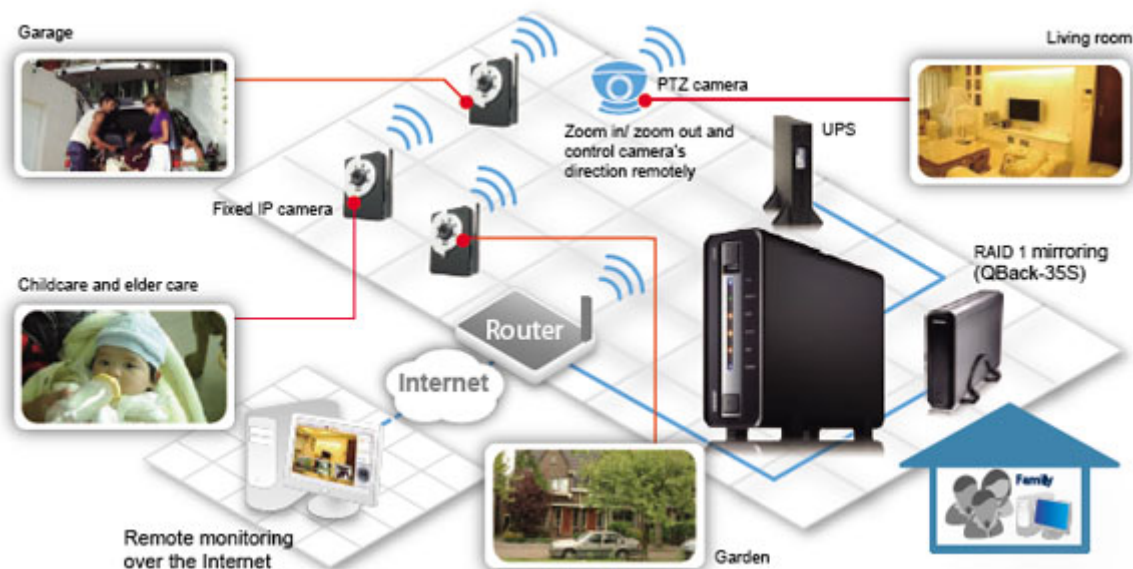 Garage
Living room
PTZ camera
Zoom in/ zoom out and
control camera's
direction remotely
UPS
Fixed IP camera
RAID 1 mirroring
(QBack-35S)
Childcare and elder care
Router
Internet
Family
Remote monitoring
over the Internet
Garden